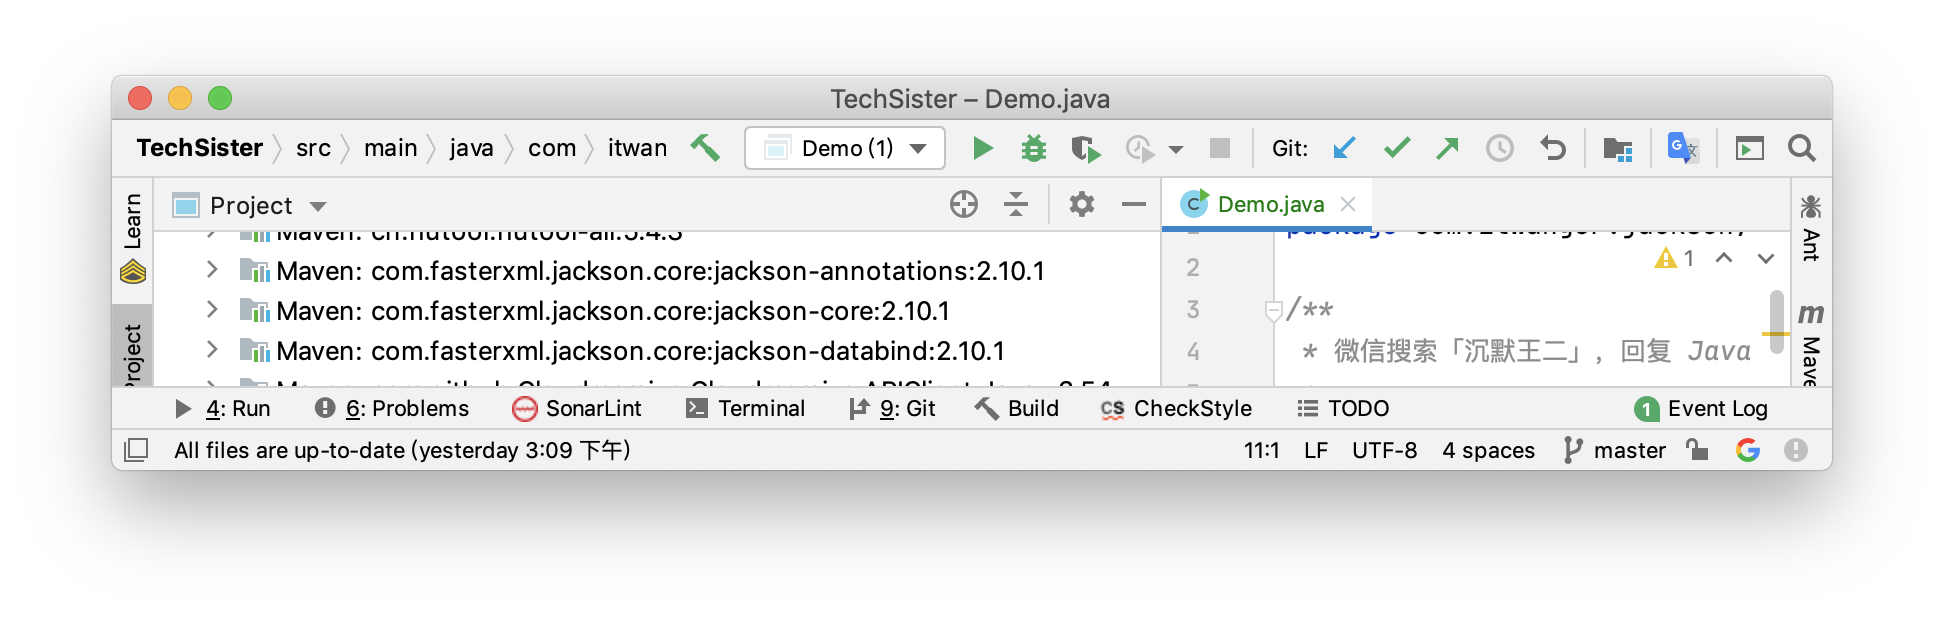 TechSister – Demo.java
TechSister src main java com itwan Demo (1) Git:
Learn
Project
Project
Maven: cn.hutool:hutool-all:5.4.3
Maven: com.fasterxml.jackson.core:jackson-annotations:2.10.1
Maven: com.fasterxml.jackson.core:jackson-core:2.10.1
Maven: com.fasterxml.jackson.core:jackson-databind:2.10.1
Demo.java
package
1
2
3 /**
4 * 微信搜索「沉默王二」，回复 Java
Ant
m
Mave
4: Run 6: Problems SonarLint Terminal 9: Git Build CS CheckStyle TODO 1 Event Log
All files are up-to-date (yesterday 3:09 下午) 11:1 LF UTF-8 4 spaces master